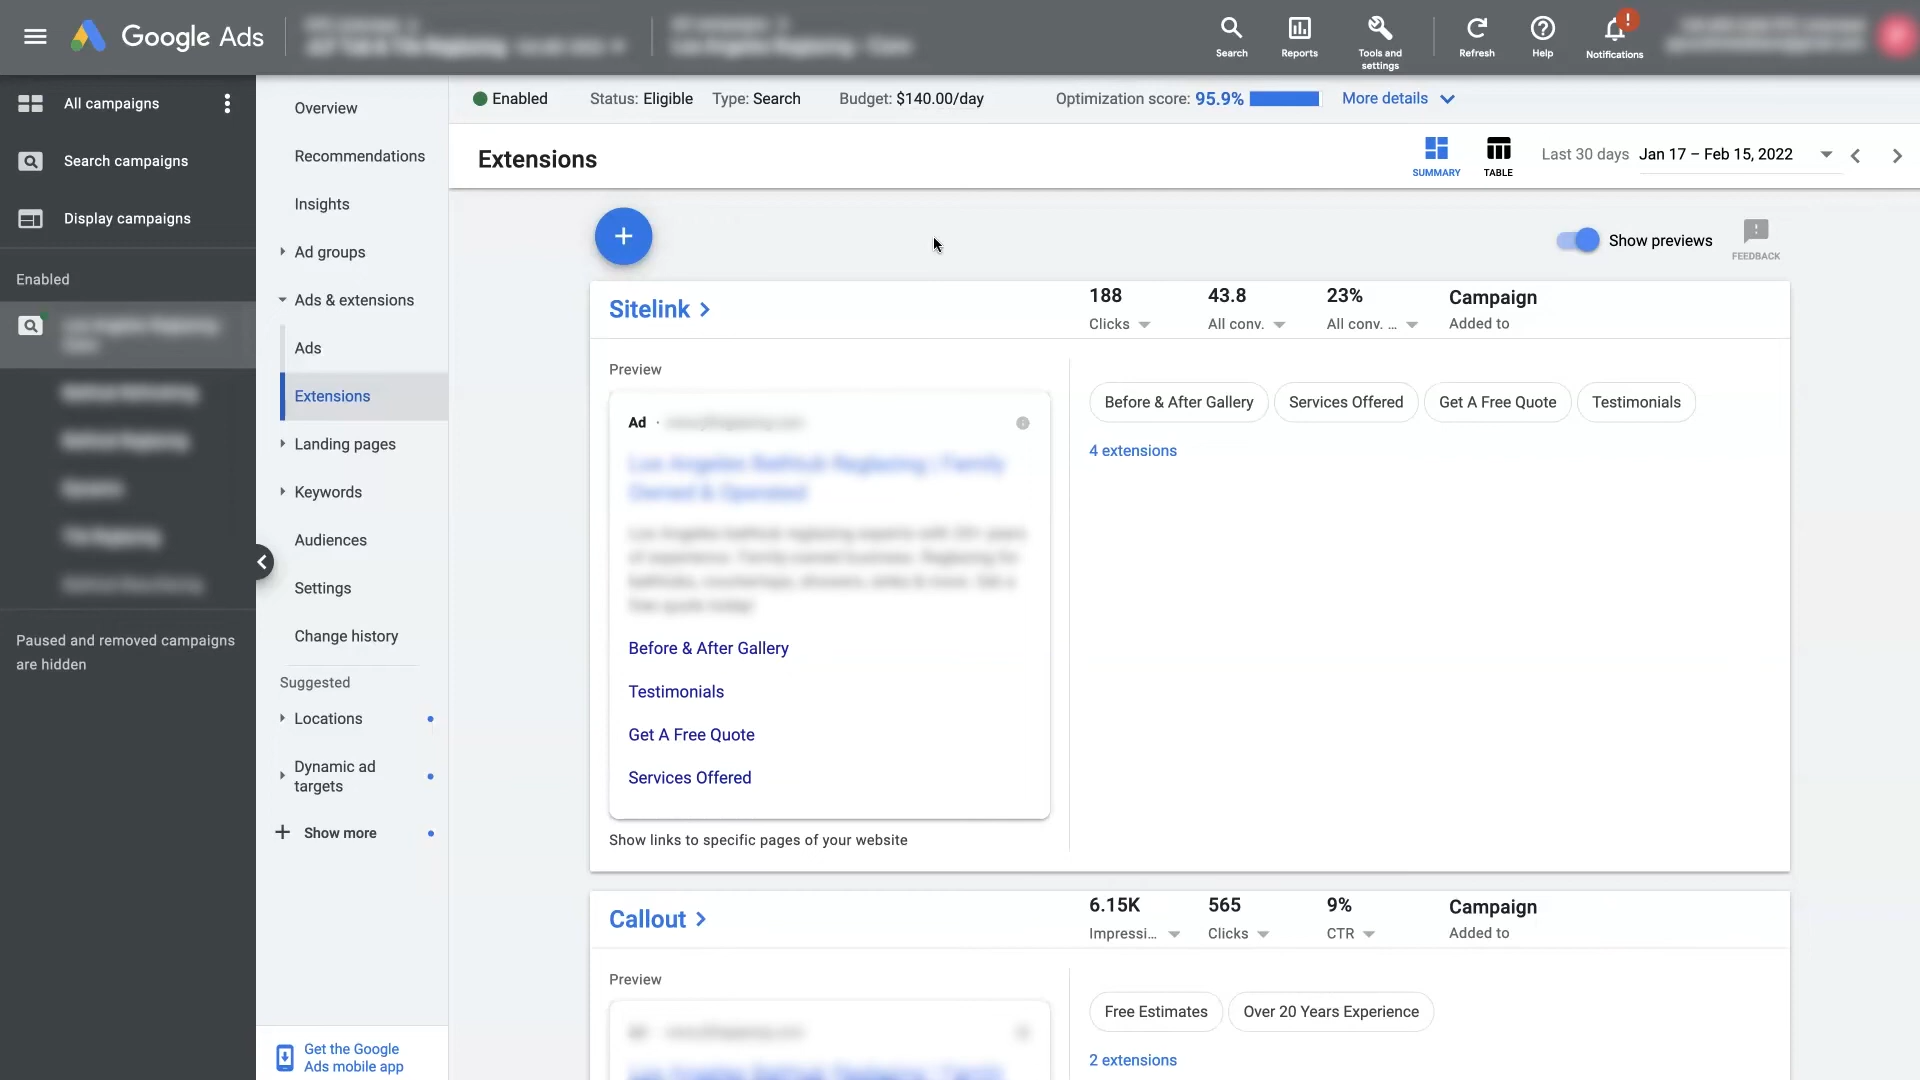 Google Ads
Search
Reports
Tools and
settings
Refresh
Help
Notifications
All campaigns
Search campaigns
Display campaigns
Enabled
Paused and removed campaigns
are hidden
Overview
Recommendations
Insights
Ad groups
Ads & extensions
Ads
Extensions
Landing pages
Keywords
Audiences
Settings
Change history
Suggested
Locations
Dynamic ad
targets
Show more
Get the Google
Ads mobile app
Enabled Status: Eligible Type: Search Budget: $140.00/day Optimization score: 95.9% More details
Extensions
SUMMARY
TABLE
Last 30 days Jan 17 – Feb 15, 2022
Show previews
FEEDBACK
Sitelink
188
Clicks
43.8
All conv.
23%
All conv. ...
Campaign
Added to
Preview
Ad ·
Before & After Gallery
Testimonials
Get A Free Quote
Services Offered
Show links to specific pages of your website
Before & After Gallery Services Offered Get A Free Quote Testimonials
4 extensions
Callout
6.15K
Impressi...
565
Clicks
9%
CTR
Campaign
Added to
Preview
Free Estimates Over 20 Years Experience
2 extensions